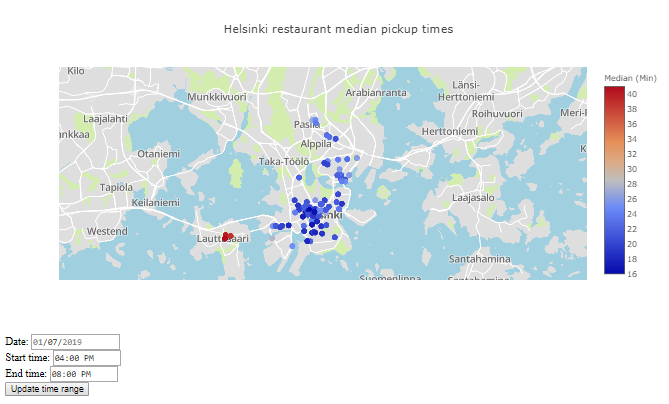 Helsinki restaurant median pickup times
Kilo
Munkkivuori
Arabianranta
Länsi-
Herttoniemi
Roihuvuori
Meri-
Laajalahti
Pasila
Herttoniemi
ankkaa
Alppila
Otaniemi
Taka-Töölö
K
Tapiola
Keilaniemi
Laajasalo
Westend
Lauttasaari
inki
Santahamina
Suomenlinna
Santahamina
Median (Min)
40
38
36
34
32
30
28
26
24
22
20
18
16
Date: 01/07/2019
Start time: 04:00 PM
End time: 08:00 PM
Update time range